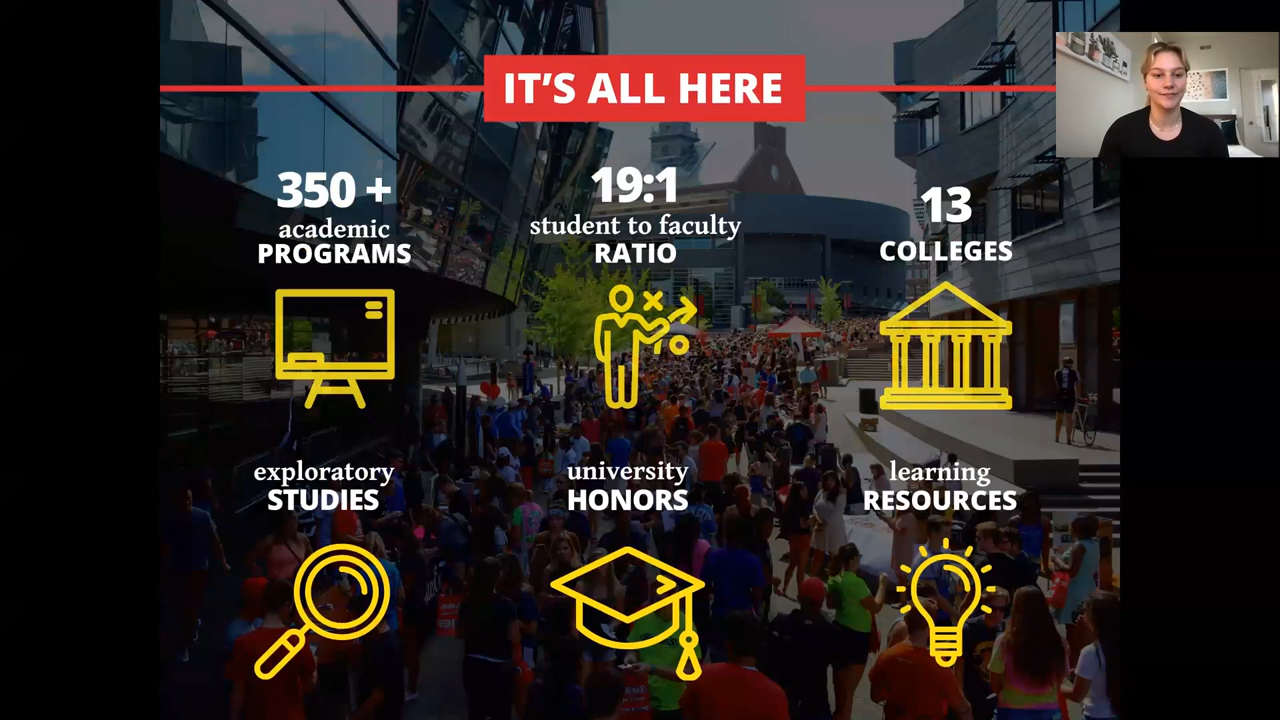 IT'S ALL HERE
350 +
academic
PROGRAMS
19:1
student to faculty
RATIO
13
COLLEGES
exploratory
STUDIES
university
HONORS
learning
RESOURCES